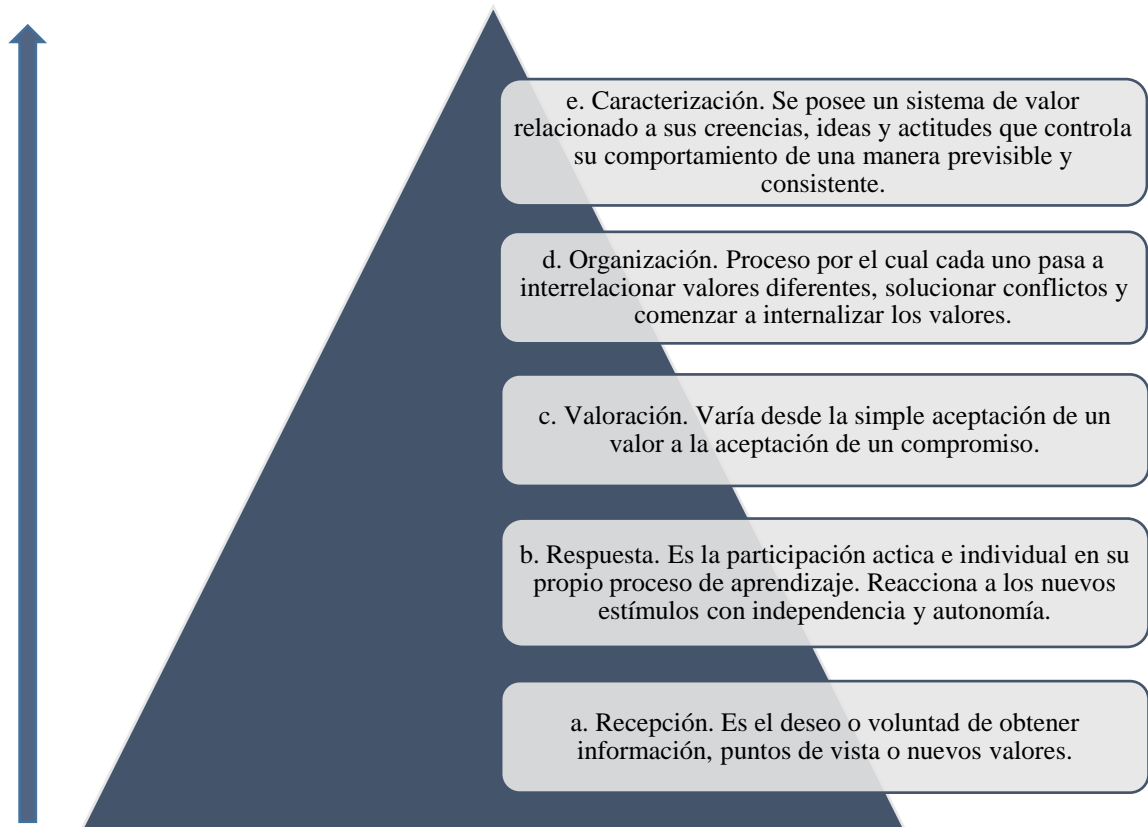 e. Caracterización. Se posee un sistema de valor
relacionado a sus creencias, ideas y actitudes que controla
su comportamiento de una manera previsible y
consistente.
d. Organización. Proceso por el cual cada uno pasa a
interrelacionar valores diferentes, solucionar conflictos y
comenzar a internalizar los valores.
c. Valoración. Varía desde la simple aceptación de un
valor a la aceptación de un compromiso.
b. Respuesta. Es la participación actica e individual en su
propio proceso de aprendizaje. Reacciona a los nuevos
estímulos con independencia y autonomía.
a. Recepción. Es el deseo o voluntad de obtener
información, puntos de vista o nuevos valores.